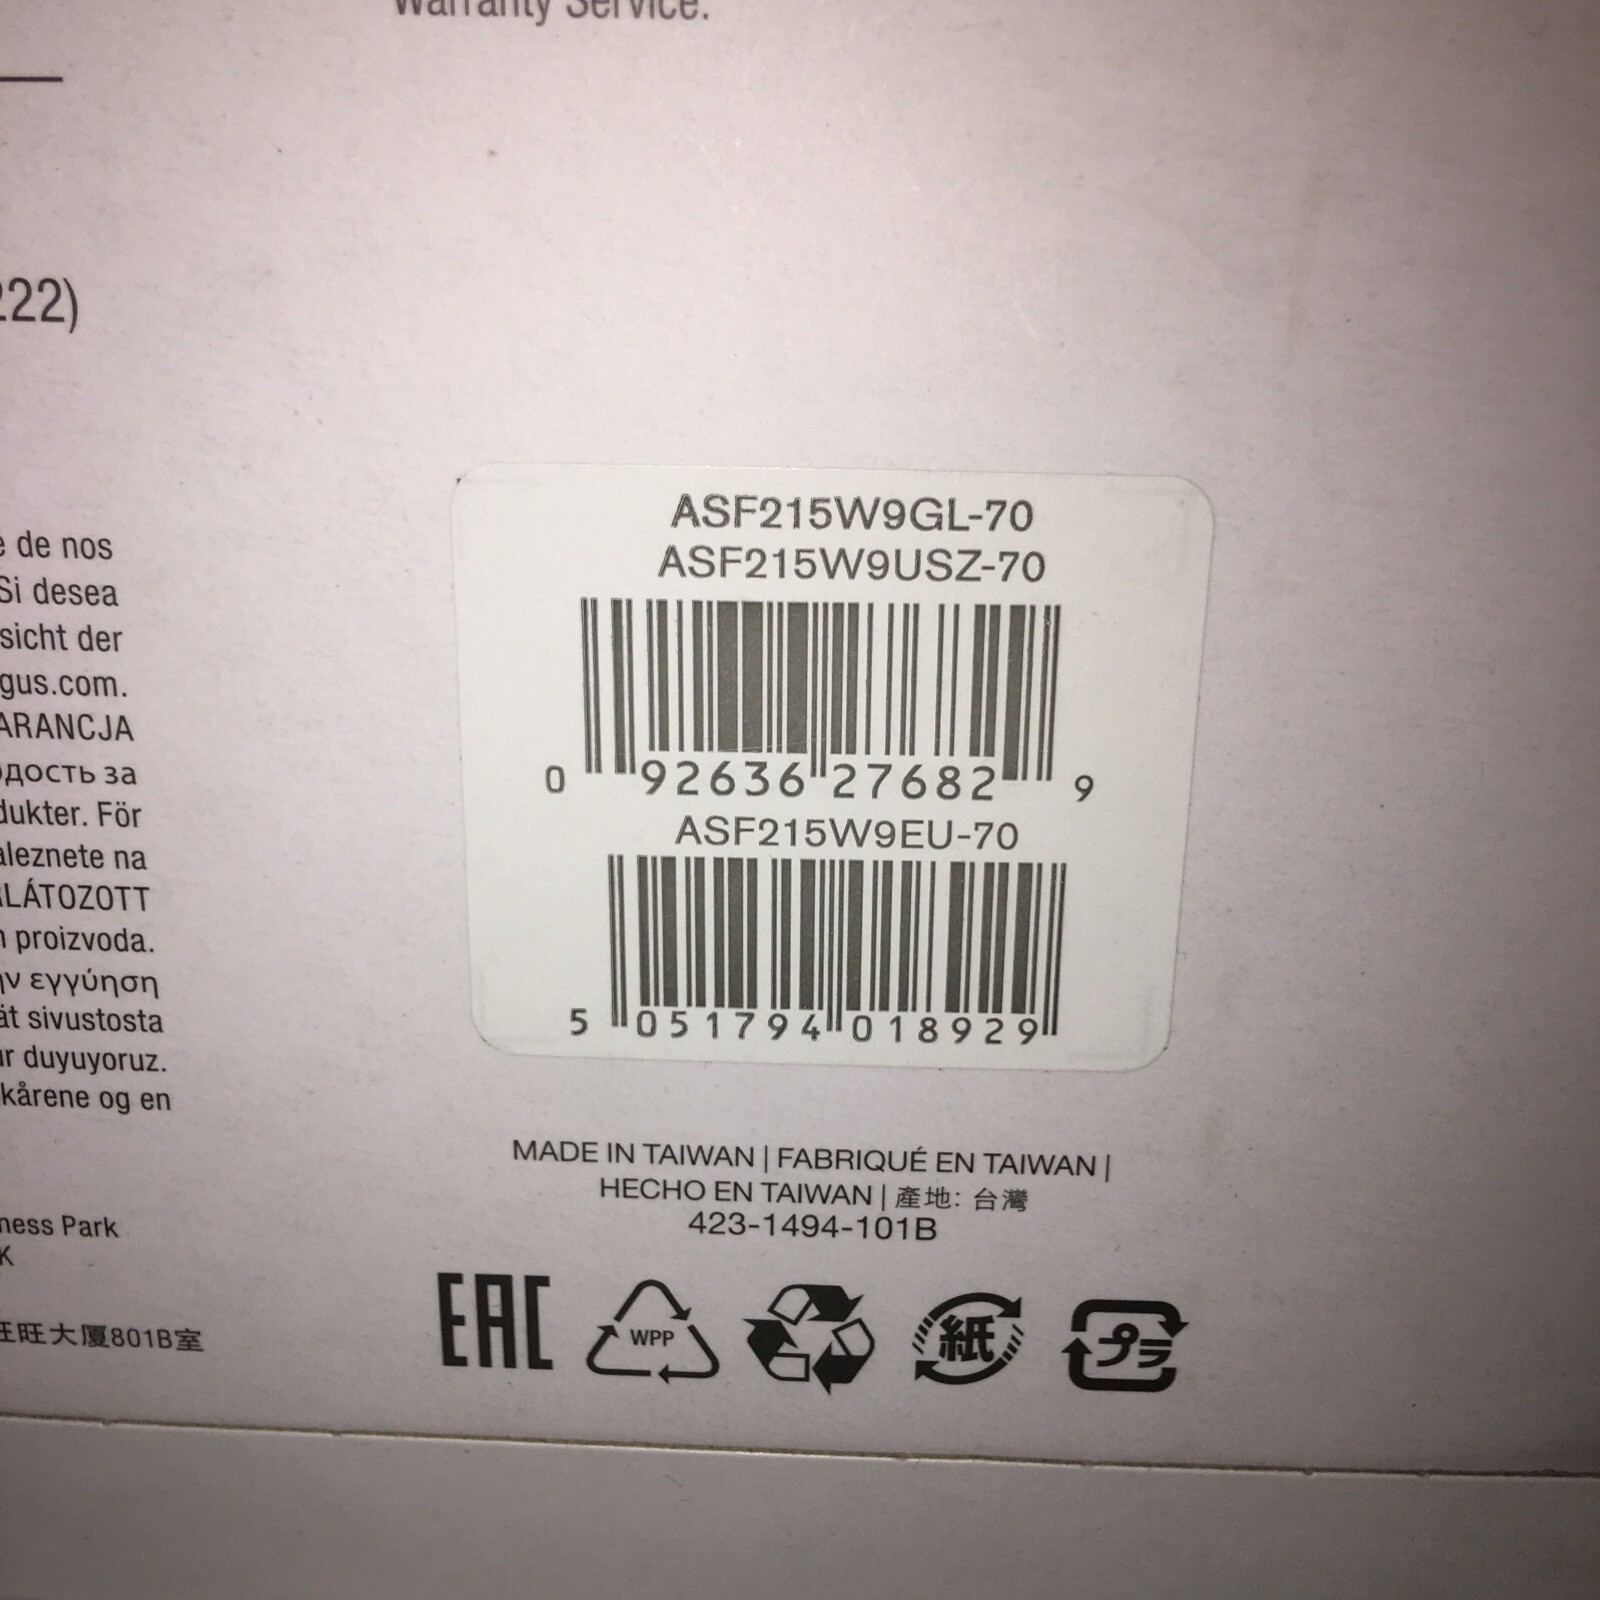 Warranty Service.
222)
e de nos
Si desea
sicht der
gus.com.
ARANCJA
дость за
dukter. För
aleznete na
RLÁTOZOTT
n proizvoda.
ην εγγύηση
ät sivustosta
ur duyuyoruz.
kårene og en
ness Park
K
旺旺大厦801B室
ASF215W9GL-70
ASF215W9USZ-70
0 92636 27682 9
ASF215W9EU-70
5 051794 018929
MADE IN TAIWAN | FABRIQUÉ EN TAIWAN |
HECHO EN TAIWAN | 產地: 台灣
423-1494-101B
EAC WPP 紙 プラ